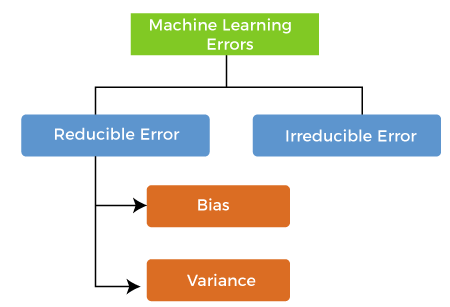 Machine Learning
Errors
Reducible Error
Irreducible Error
Bias
Variance